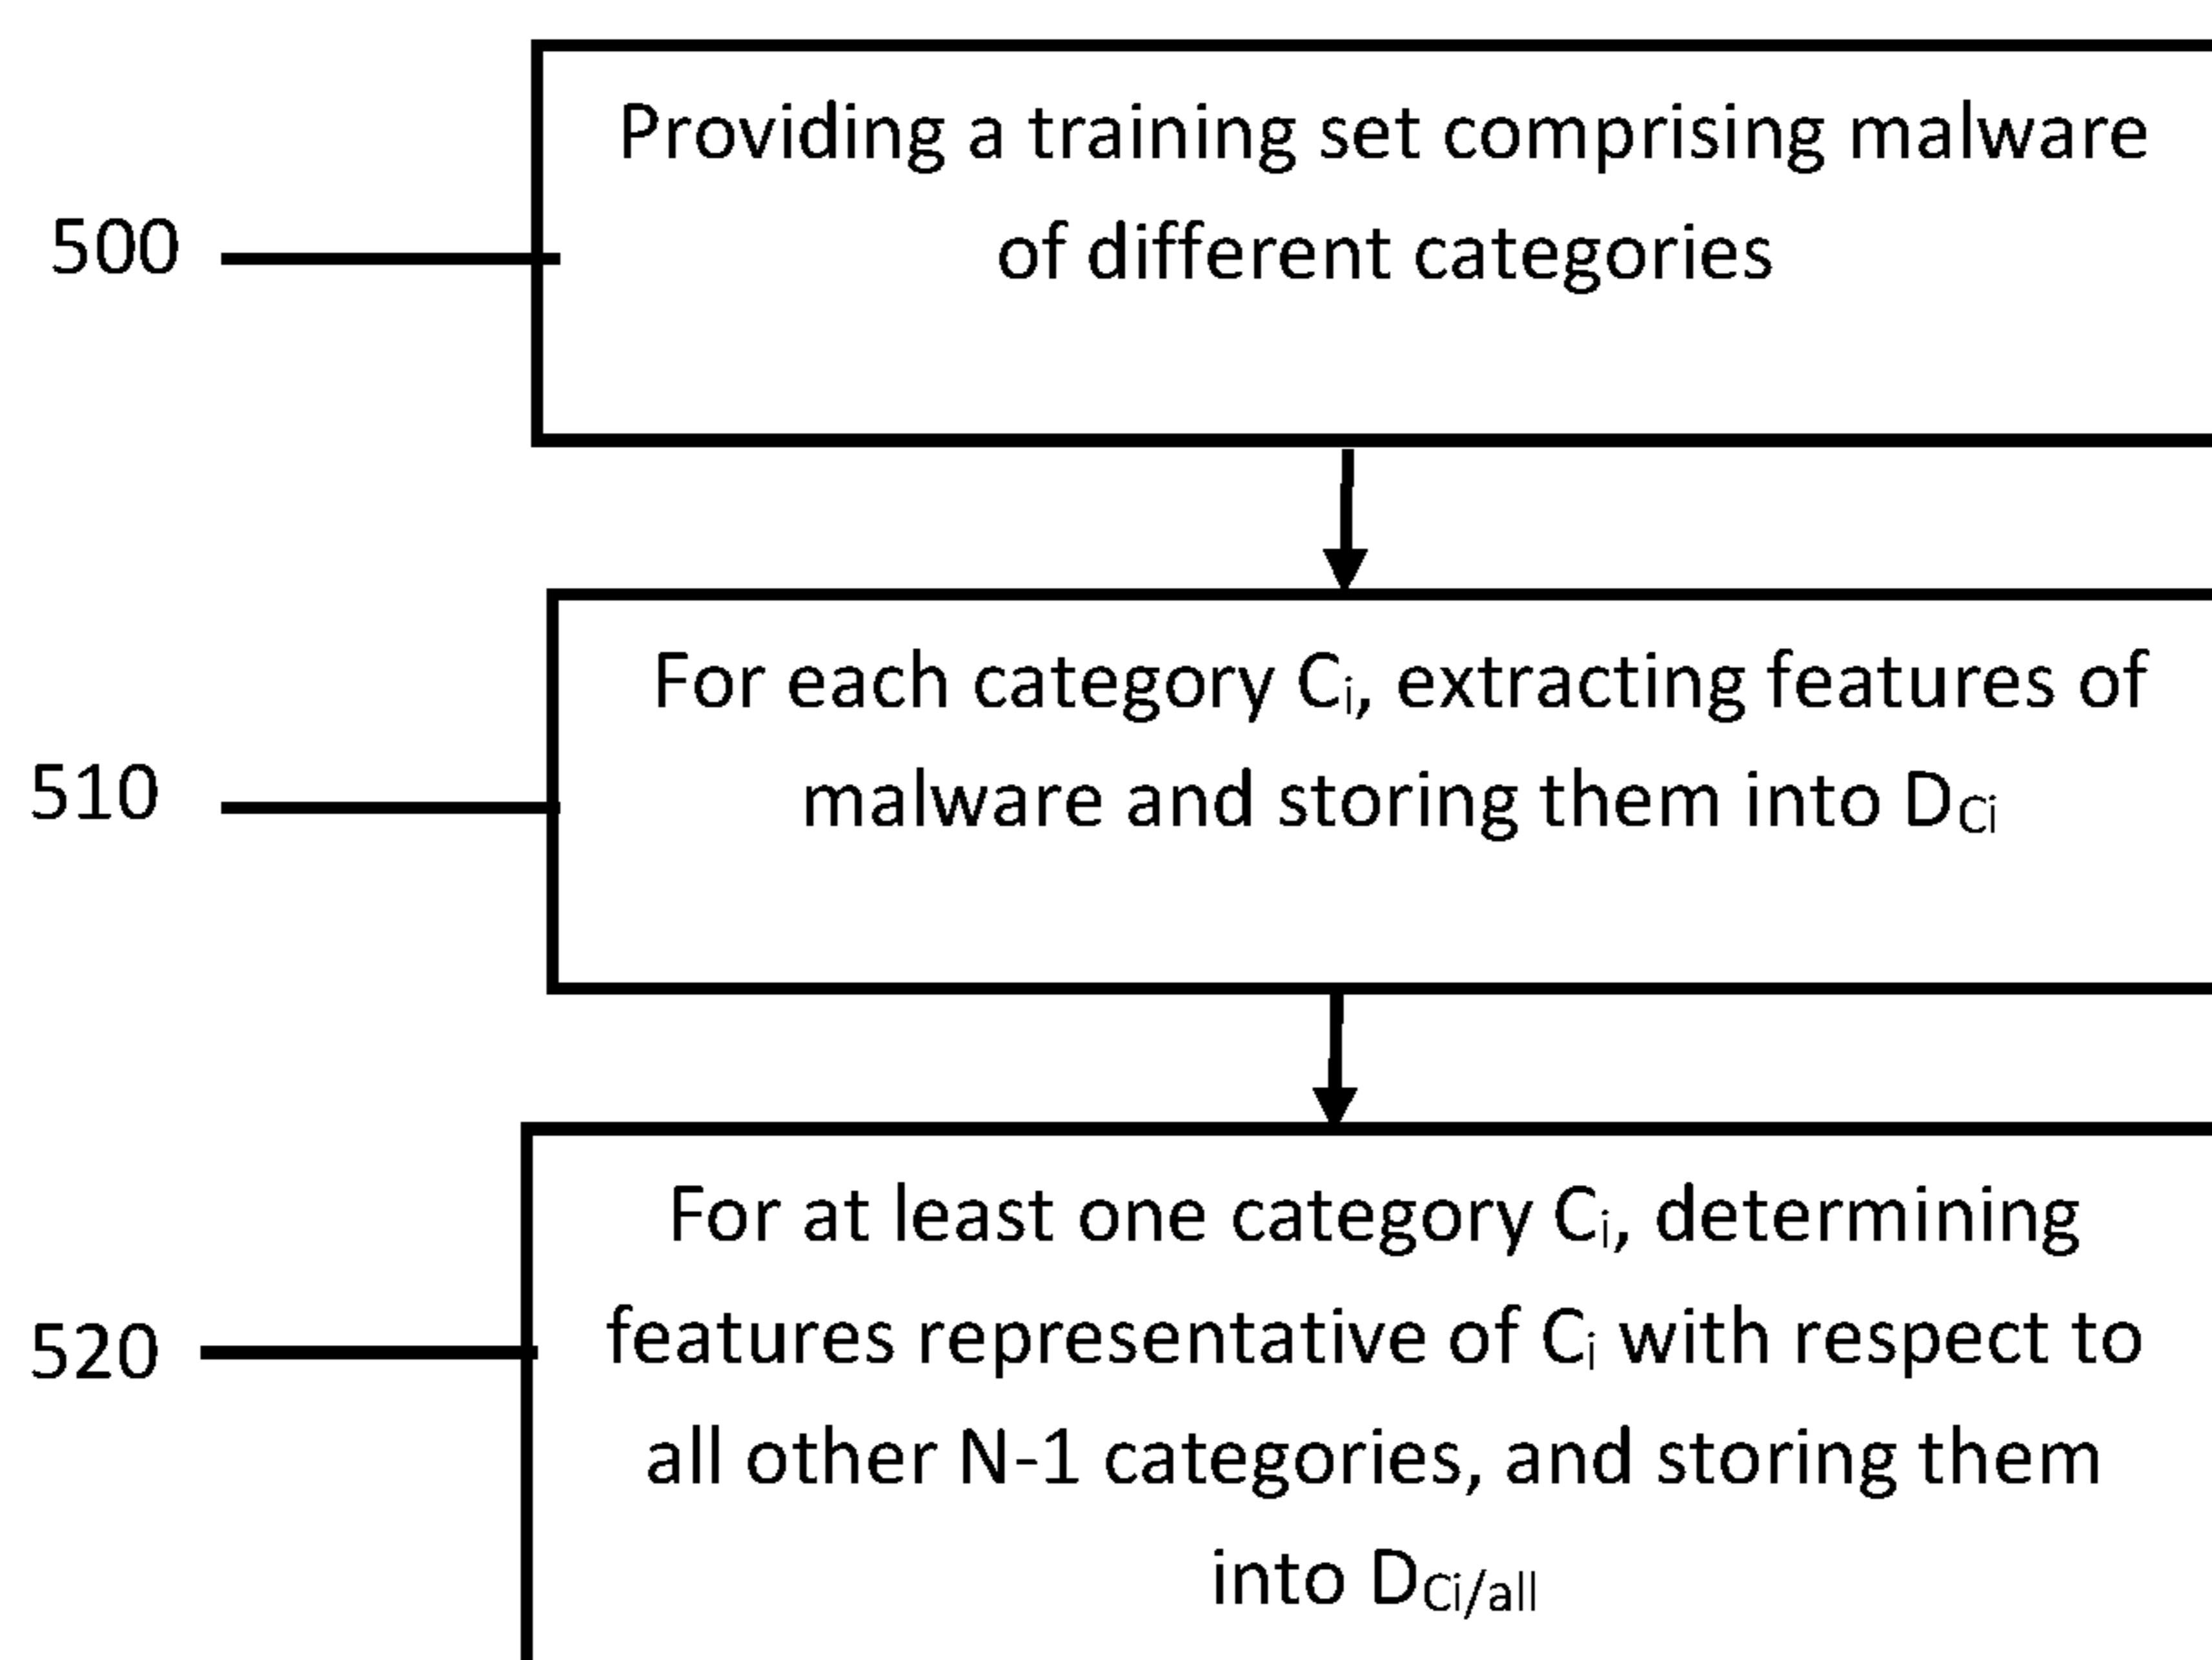 Providing a training set comprising malware
of different categories
500
For each category Ci, extracting features of
malware and storing them into DCi
510
For at least one category Ci, determining
features representative of Ci with respect to
all other N-1 categories, and storing them
into DCi/all
520